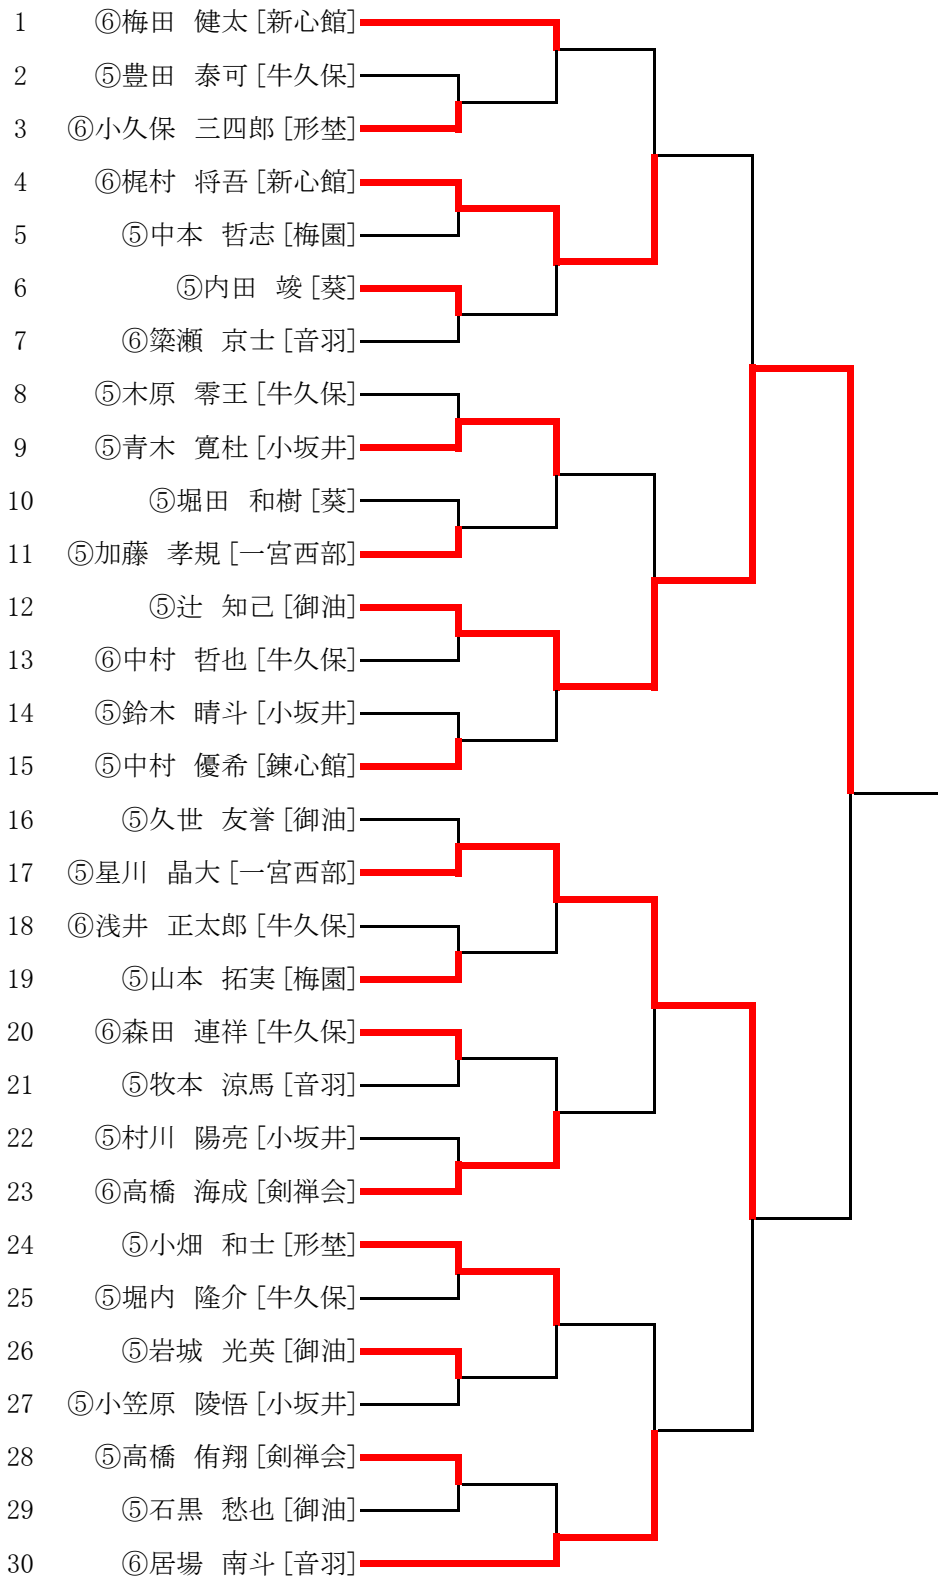 1 ⑥梅田 健太[新心館]
2 ⑤豊田 泰可[牛久保]
3 ⑥小久保 三四郎[形埜]
4 ⑥梶村 将吾[新心館]
5 ⑤中本 哲志[梅園]
6 ⑤内田 竣[葵]
7 ⑥簗瀬 京士[音羽]
8 ⑤木原 零王[牛久保]
9 ⑤青木 寛杜[小坂井]
10 ⑤堀田 和樹[葵]
11 ⑤加藤 孝規[一宮西部]
12 ⑤辻 知己[御油]
13 ⑥中村 哲也[牛久保]
14 ⑤鈴木 晴斗[小坂井]
15 ⑤中村 優希[錬心館]
16 ⑤久世 友誉[御油]
17 ⑤星川 晶大[一宮西部]
18 ⑥浅井 正太郎[牛久保]
19 ⑤山本 拓実[梅園]
20 ⑥森田 連祥[牛久保]
21 ⑤牧本 涼馬[音羽]
22 ⑤村川 陽亮[小坂井]
23 ⑥高橋 海成[剣禅会]
24 ⑤小畑 和士[形埜]
25 ⑤堀内 隆介[牛久保]
26 ⑤岩城 光英[御油]
27 ⑤小笠原 陵悟[小坂井]
28 ⑤高橋 侑翔[剣禅会]
29 ⑤石黒 愁也[御油]
30 ⑥居場 南斗[音羽]